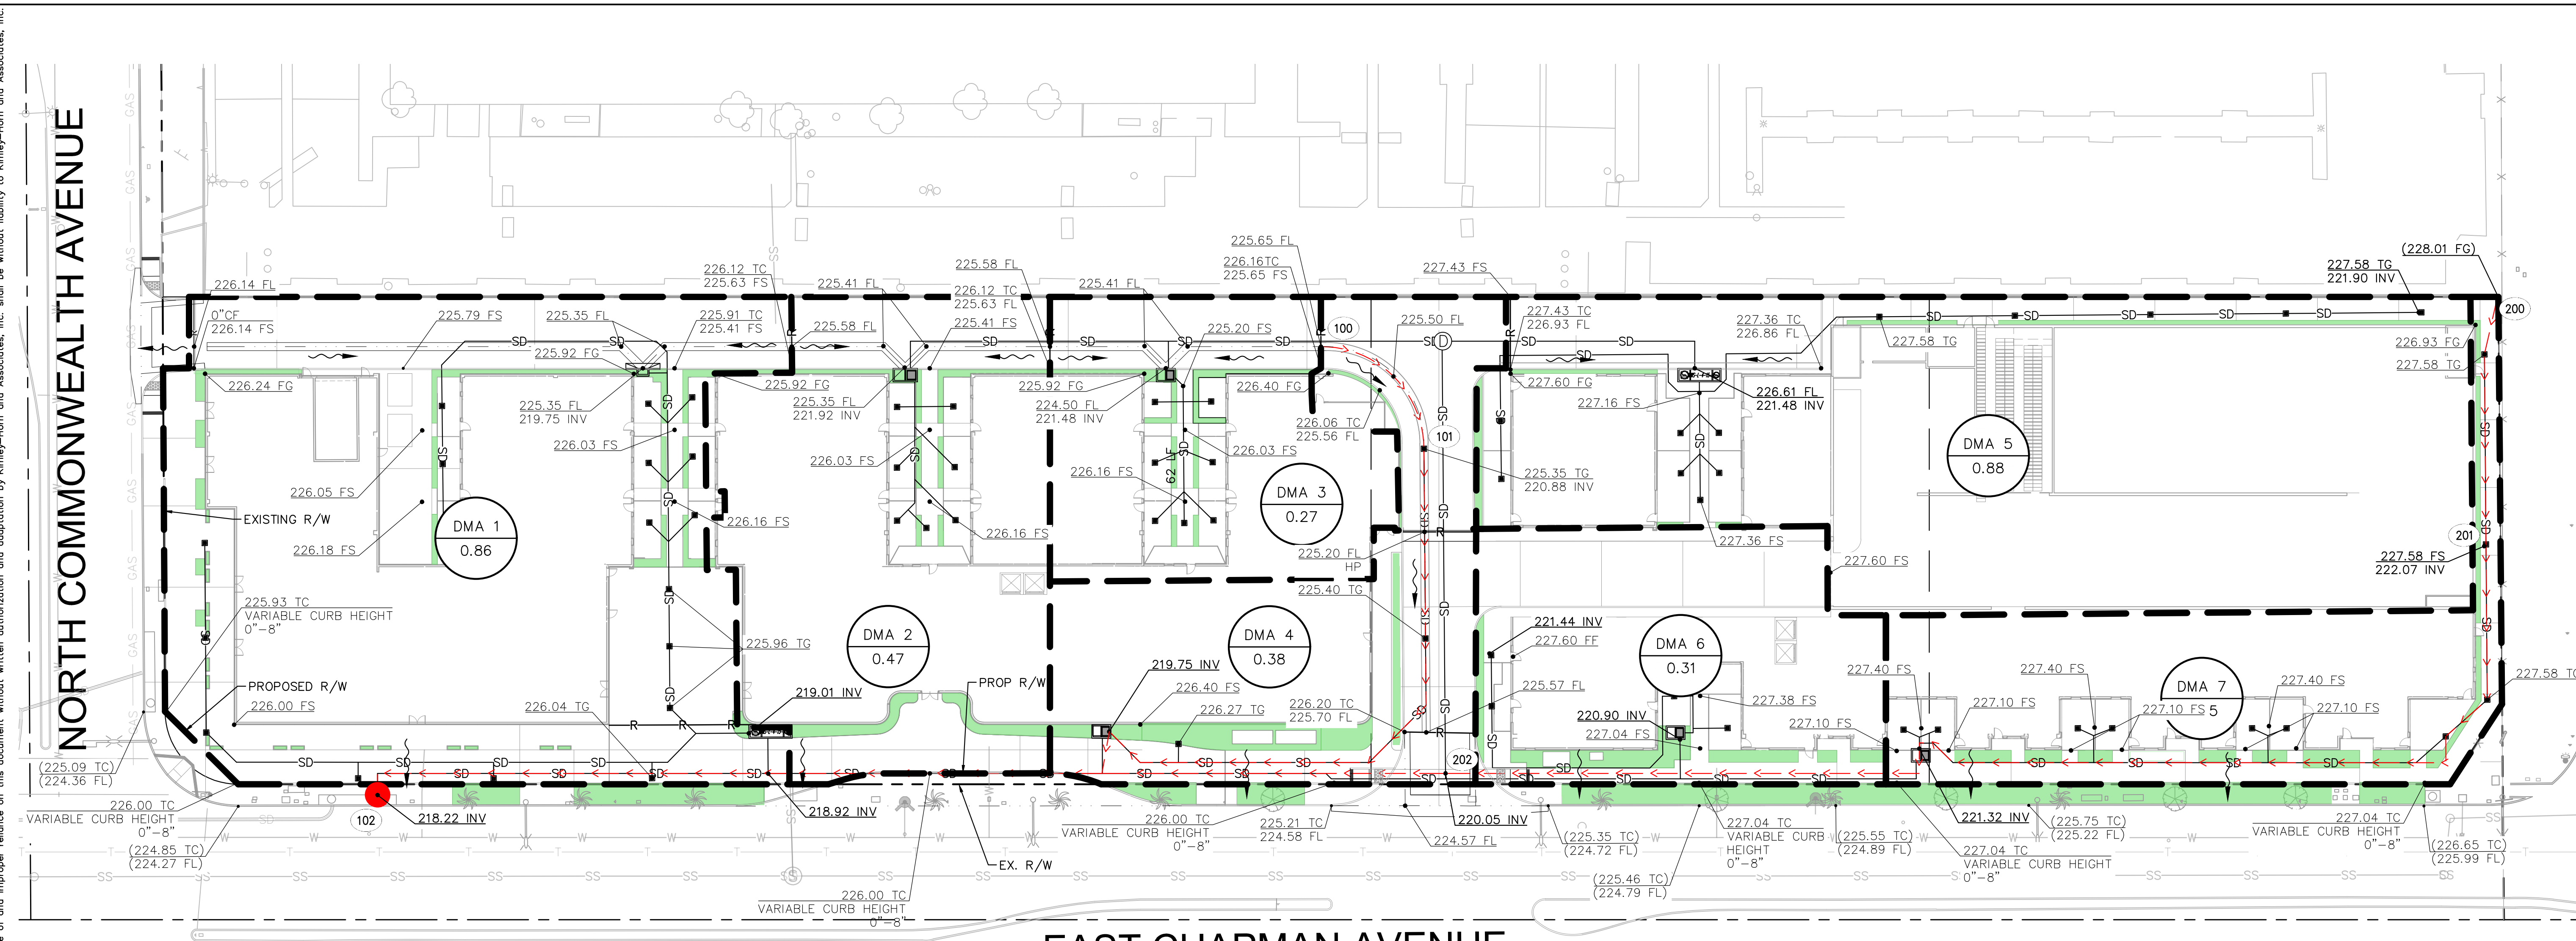 NORTH COMMONWEALTH AVENUE
(228.01 FG)
227.58 TG
221.90 INV
200
225.65 FL
226.16TC
225.65 FS
225.58 FL
226.12 TC
225.63 FL
226.12 TC
225.63 FS
225.41 FL
225.41 FL
227.43 FS
226.14 FL
0"CF
226.14 FS
225.79 FS
225.35 FL
225.91 TC
225.41 FS
225.58 FL
225.41 FS
225.20 FS
100
225.50 FL
227.43 TC
226.93 FL
227.36 TC
226.86 FL
227.58 TG
226.93 FG
227.58 TG
225.92 FG
226.24 FG
225.35 FL
219.75 INV
225.92 FG
225.35 FL
221.92 INV
225.92 FG
224.50 FL
221.48 INV
226.40 FG
226.06 TC
225.56 FL
101
227.60 FG
227.16 FS
226.61 FL
221.48 INV
226.03 FS
226.03 FS
226.03 FS
226.16 FS
62 LF
225.35 TG
220.88 INV
DMA 5
0.88
226.05 FS
EXISTING R/W
226.18 FS
DMA 1
0.86
226.16 FS
226.16 FS
DMA 3
0.27
225.20 FL
HP
225.40 TG
227.36 FS
227.60 FS
201
227.58 FS
222.07 INV
225.93 TC
VARIABLE CURB HEIGHT
0"-8"
225.96 TG
DMA 2
0.47
DMA 4
0.38
221.44 INV
227.60 FF
DMA 6
0.31
227.40 FS
227.40 FS
227.40 FS
DMA 7
5
PROPOSED R/W
226.00 FS
226.04 TG
R
R
R
219.01 INV
PROP R/W
219.75 INV
226.40 FS
226.27 TG
226.20 TC
225.70 FL
225.57 FL
220.90 INV
227.04 FS
227.38 FS
227.10 FS
227.10 FS
227.10 FS
227.10 FS
202
(225.09 TC)
(224.36 FL)
226.00 TC
VARIABLE CURB HEIGHT
0"-8"
102
218.22 INV
218.92 INV
(224.85 TC)
(224.27 FL)
EX. R/W
226.00 TC
VARIABLE CURB HEIGHT
0"-8"
226.00 TC
VARIABLE CURB HEIGHT
0"-8"
225.21 TC
224.58 FL
224.57 FL
220.05 INV
(225.35 TC)
(224.72 FL)
(225.46 TC)
(224.79 FL)
227.04 TC
VARIABLE CURB
HEIGHT
0"-8"
(225.55 TC)
(224.89 FL)
221.32 INV
227.04 TC
VARIABLE CURB HEIGHT
0"-8"
(225.75 TC)
(225.22 FL)
227.04 TC
VARIABLE CURB HEIGHT
0"-8"
(226.65 TC)
(225.99 FL)
EAST CHAPMAN AVENUE